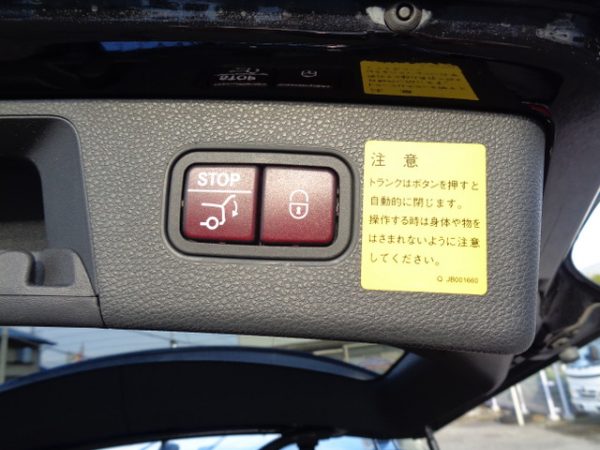 STOP
注 意
トランクはボタンを押すと
自動的に閉じます。
操作する時は身体や物を
はさまれないように注意
してください。
Q JB001660